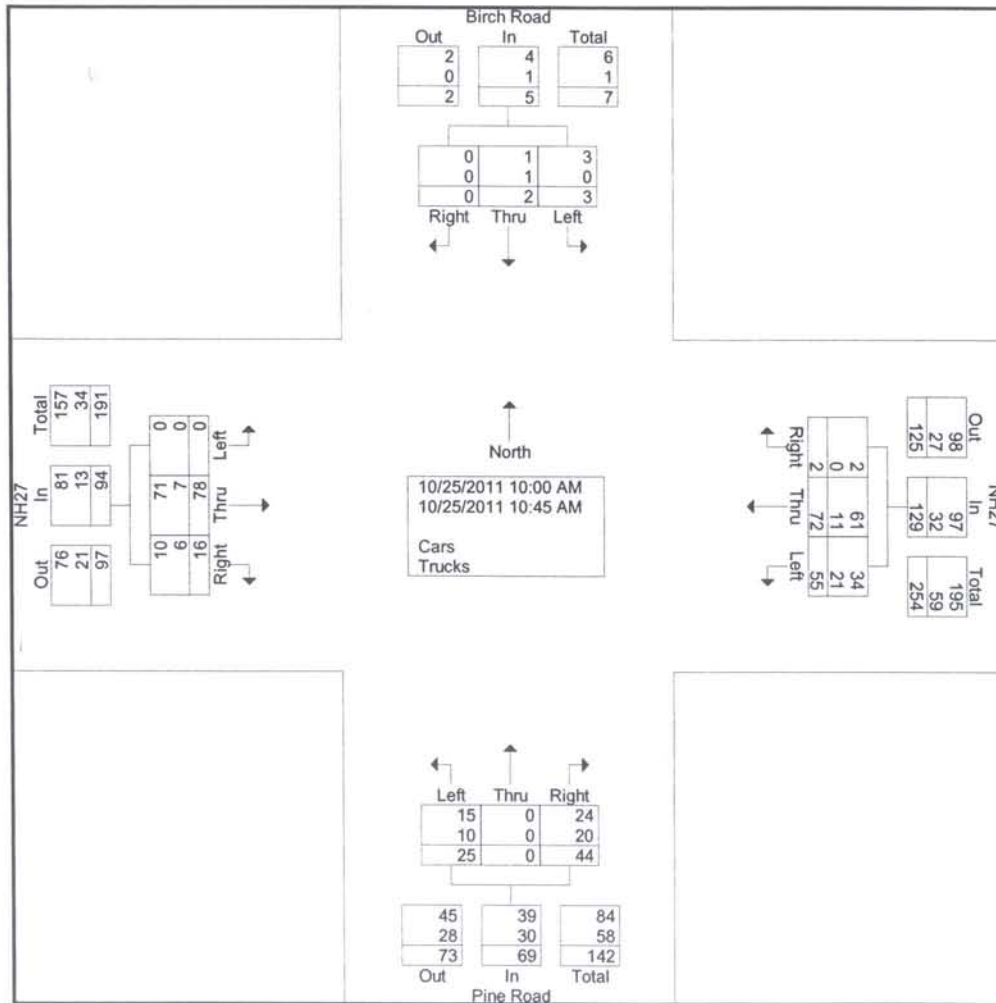 Birch Road
Out In Total
2 4 6
0 1 1
2 5 7
0 1 3
0 1 0
0 2 3
Right Thru Left
NH27
Total In Out
157 81 76
34 13 21
191 94 97
Left Thru Right
0 71 10
0 7 6
0 78 16
North
10/25/2011 10:00 AM
10/25/2011 10:45 AM
Cars
Trucks
Right Thru Left
2 61 34
0 11 21
2 72 55
NH27
Out In Total
98 97 195
27 32 59
125 129 254
Left Thru Right
15 0 24
10 0 20
25 0 44
45 39 84
28 30 58
73 69 142
Out In Total
Pine Road